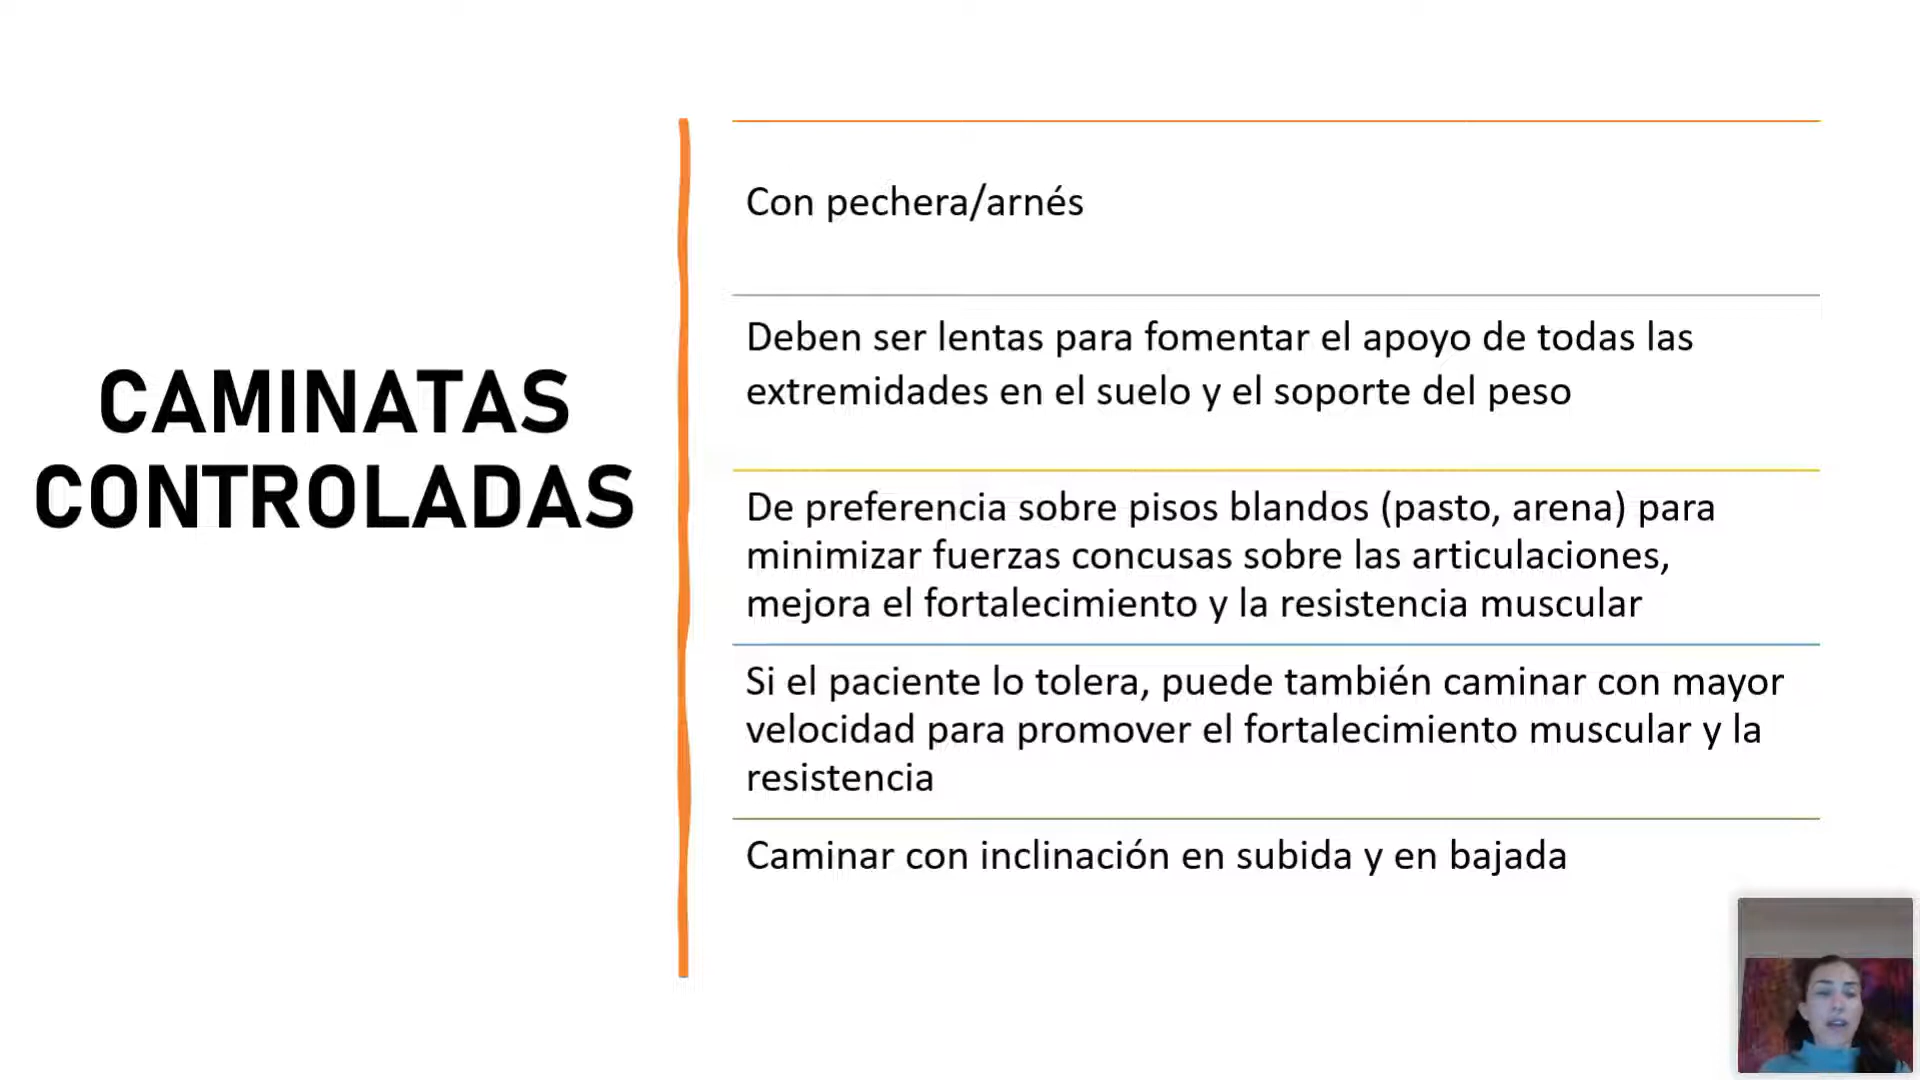 CAMINATAS
CONTROLADAS
Con pechera/arnés
Deben ser lentas para fomentar el apoyo de todas las
extremidades en el suelo y el soporte del peso
De preferencia sobre pisos blandos (pasto, arena) para
minimizar fuerzas concusas sobre las articulaciones,
mejora el fortalecimiento y la resistencia muscular
Si el paciente lo tolera, puede también caminar con mayor
velocidad para promover el fortalecimiento muscular y la
resistencia
Caminar con inclinación en subida y en bajada